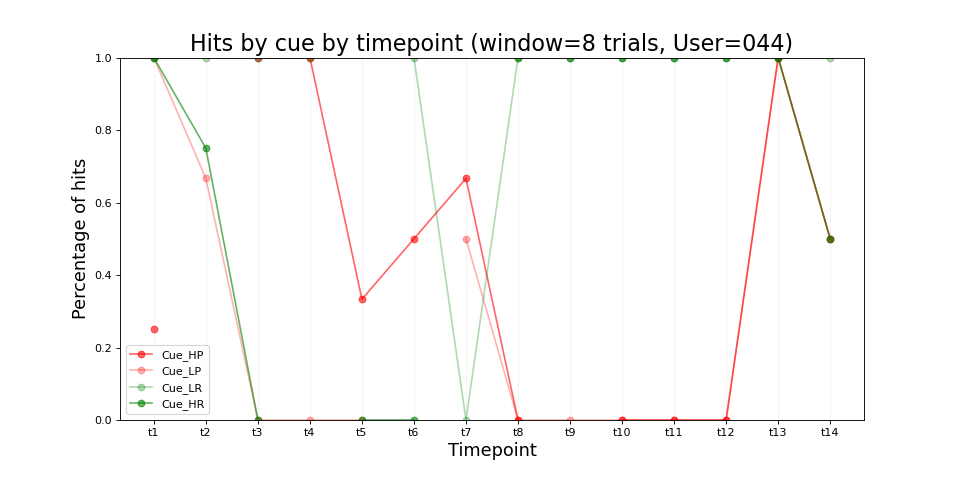 Hits by cue by timepoint (window=8 trials, User=044)
Percentage of hits
1.0
0.8
0.6
0.4
0.2
0.0
Cue_HP
Cue_LP
Cue_LR
Cue_HR
t1 t2 t3 t4 t5 t6 t7 t8 t9 t10 t11 t12 t13 t14
Timepoint